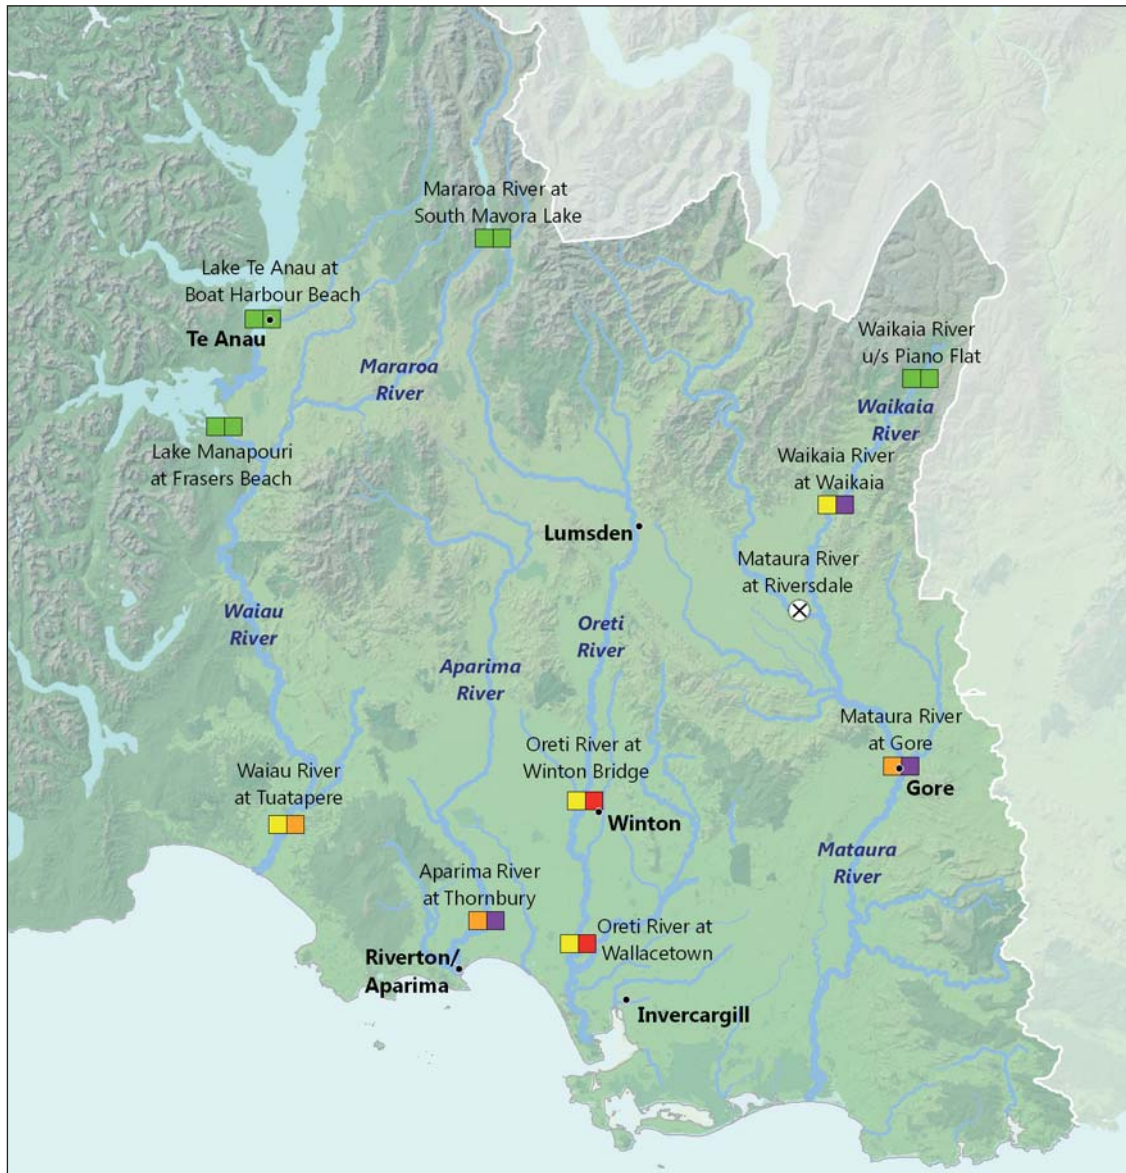 Mararoa River at
South Mavora Lake
Lake Te Anau at
Boat Harbour Beach
Te Anau
Waikaia River
u/s Piano Flat
Mararoa
River
Waikaia
River
Lake Manapouri
at Frasers Beach
Waikaia River
at Waikaia
Lumsden
Mataura River
at Riversdale
Waiau
River
Oreti
River
Aparima
River
Mataura River
at Gore
Oreti River at
Winton Bridge
Waiau River
at Tuatapere
Gore
Winton
Mataura
River
Aparima River
at Thornbury
Oreti River at
Wallacetown
Riverton/
Aparima
Invercargill